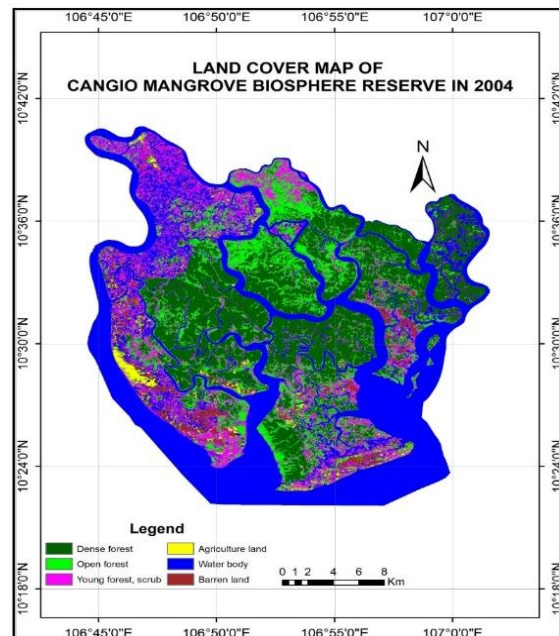 106°45'0"E 106°50'0"E 106°55'0"E 107°0'0"E
LAND COVER MAP OF
CANGIO MANGROVE BIOSPHERE RESERVE IN 2004
10°42'0"N 10°42'0"N
N
10°36'0"N 10°36'0"N
10°30'0"N 10°30'0"N
10°24'0"N 10°24'0"N
Legend
Dense forest Agriculture land
Open forest Water body
Young forest, scrub Barren land
0 1 2 4 6 8
Km
10°18'0"N 10°18'0"N
106°45'0"E 106°50'0"E 106°55'0"E 107°0'0"E